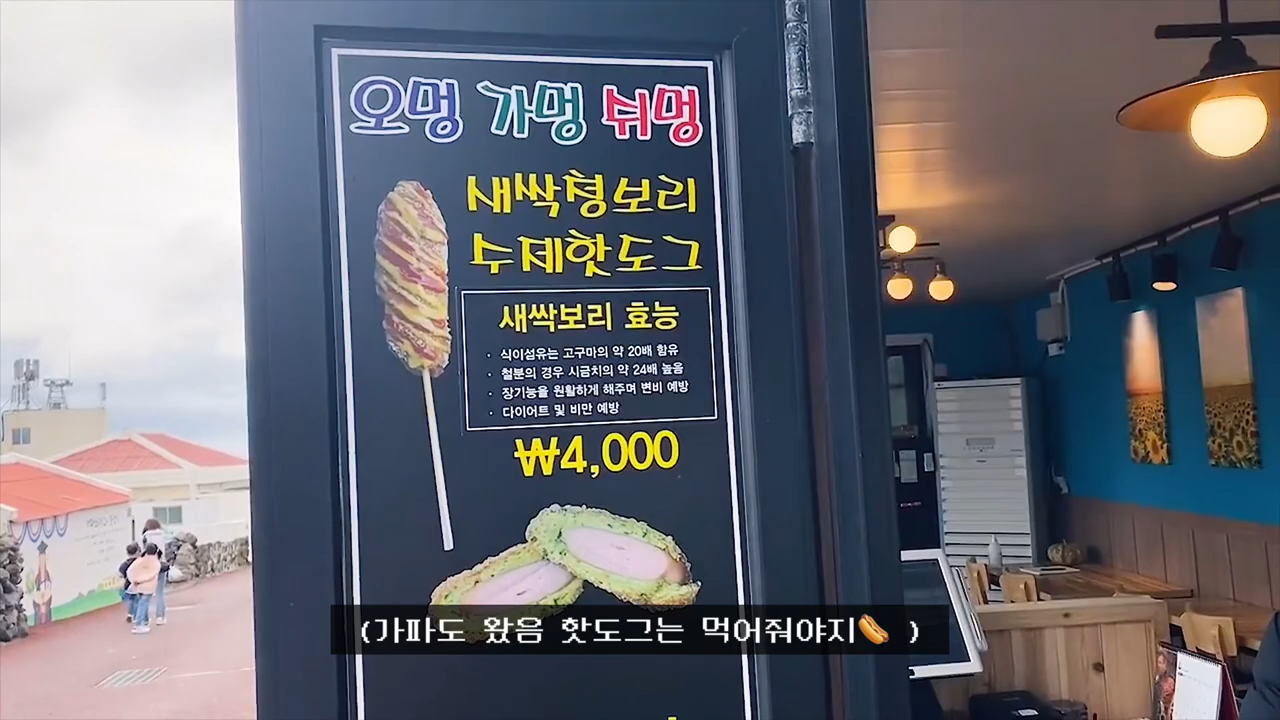 오멍 가멍 쉬멍
새싹청보리
수제핫도그
새싹보리 효능
· 식이섬유는 고구마의 약 20배 함유
· 철분의 경우 시금치의 약 24배 높음
· 장기능을 원활하게 해주며 변비 예방
· 다이어트 및 비만 예방
₩4,000
(가파도 왔음 핫도그는 먹어줘야지🌭 )